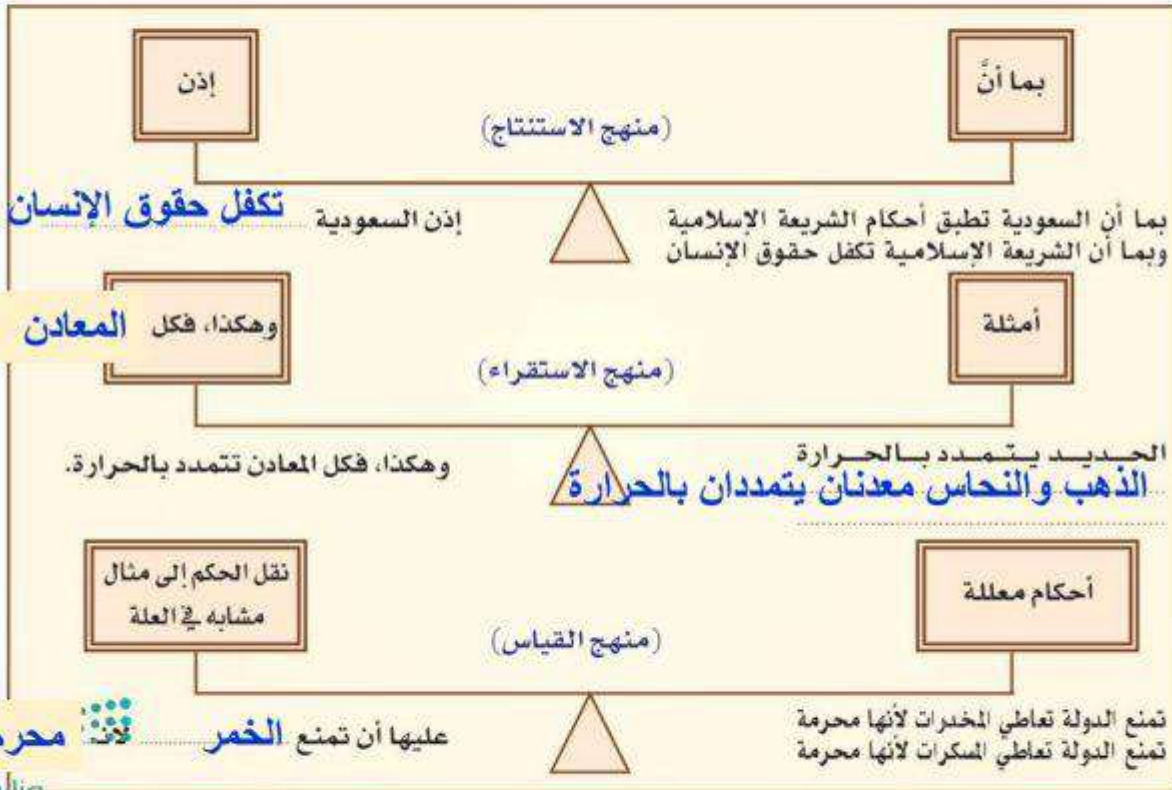 بما أنَّ
إذن
(منهج الاستنتاج)
بما أن السعودية تطبق أحكام الشريعة الإسلامية
وبما أن الشريعة الإسلامية تكفل حقوق الإنسان
إذن السعودية تكفل حقوق الإنسان
أمثلة
وهكذا، فكل المعادن
(منهج الاستقراء)
الحديد يتمدد بالحرارة
الذهب والنحاس معدنان يتمددان بالحرارة
وهكذا، فكل المعادن تتمدد بالحرارة.
أحكام معللة
نقل الحكم إلى مثال
مشابه في العلة
(منهج القياس)
تمنع الدولة تعاطي المخدرات لأنها محرمة
تمنع الدولة تعاطي المسكرات لأنها محرمة
عليها أن تمنع الخمر